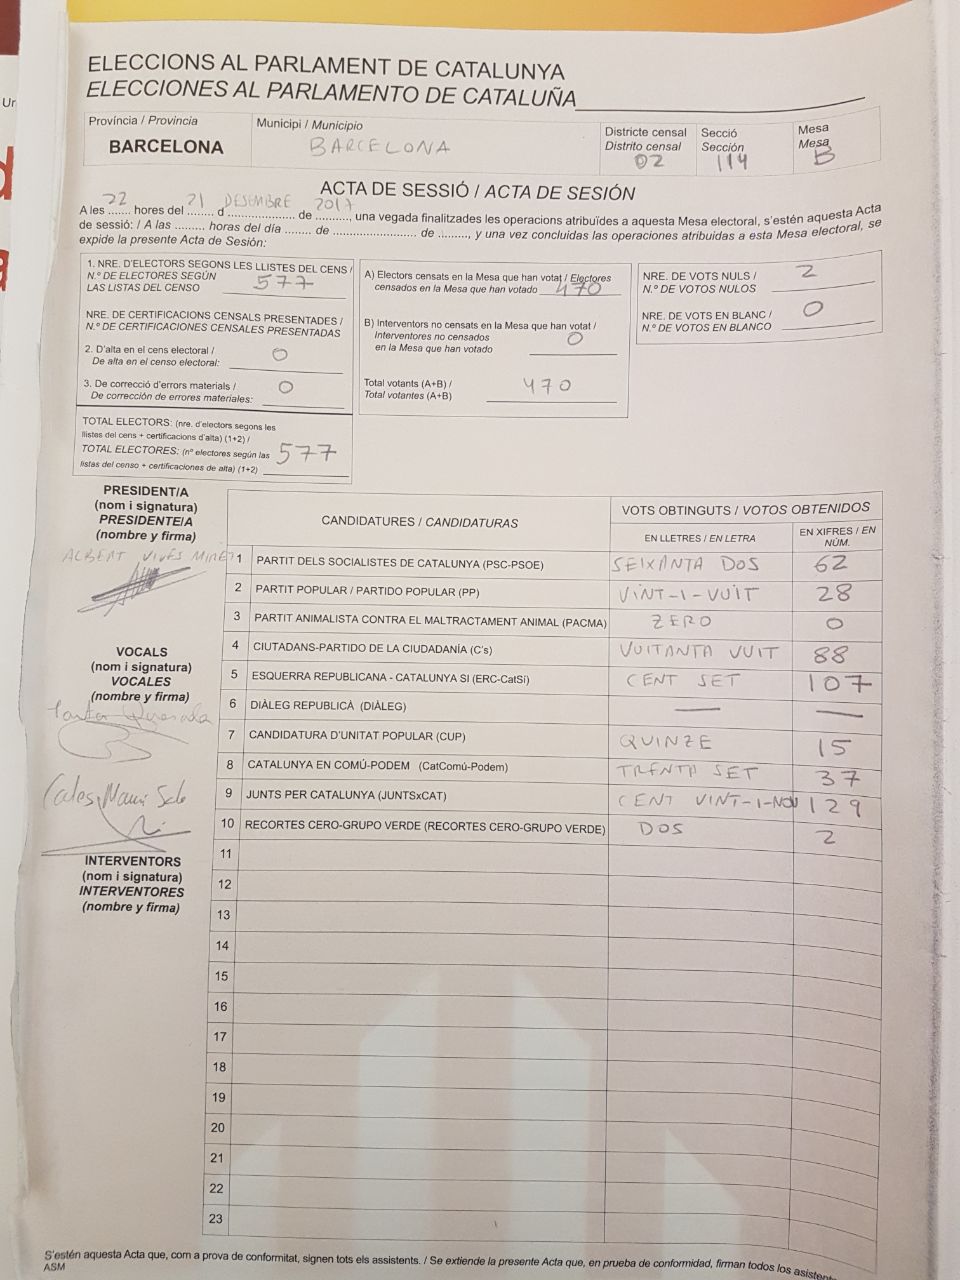 Ur
d
a
ELECCIONS AL PARLAMENT DE CATALUNYA
ELECCIONES AL PARLAMENTO DE CATALUÑA
Província / Provincia
BARCELONA
Municipi / Municipio
BARCELONA
Districte censal
Distrito censal
02
Secció
Sección
114
Mesa
Mesa
B
ACTA DE SESSIÓ / ACTA DE SESIÓN
22 21 DESEMBRE 2017
A les ....... hores del ........ d .................... de .........., una vegada finalitzades les operacions atribuïdes a aquesta Mesa electoral, s'estén aquesta Acta
de sessió: / A las ......... horas del día ........ de ......................... de ........, y una vez concluidas las operaciones atribuidas a esta Mesa electoral, se
expide la presente Acta de Sesión:
1. NRE. D'ELECTORS SEGONS LES LLISTES DEL CENS /
N.º DE ELECTORES SEGÚN
LAS LISTAS DEL CENSO
577
NRE. DE CERTIFICACIONS CENSALS PRESENTADES /
N.º DE CERTIFICACIONES CENSALES PRESENTADAS
2. D'alta en el cens electoral /
De alta en el censo electoral:
0
3. De correcció d'errors materials /
De corrección de errores materiales:
0
TOTAL ELECTORS: (nre. d'electors segons les
llistes del cens + certificacions d'alta) (1+2) /
TOTAL ELECTORES: (nº electores según las
listas del censo + certificaciones de alta) (1+2)
577
A) Electors censats en la Mesa que han votat / Electores
censados en la Mesa que han votado
470
B) Interventors no censats en la Mesa que han votat /
Interventores no censados
en la Mesa que han votado
0
Total votants (A+B) /
Total votantes (A+B)
470
NRE. DE VOTS NULS /
N.º DE VOTOS NULOS
2
NRE. DE VOTS EN BLANC /
N.º DE VOTOS EN BLANCO
0
PRESIDENT/A
(nom i signatura)
PRESIDENTE/A
(nombre y firma)
ALBERT VIVES
VOCALS
(nom i signatura)
VOCALES
(nombre y firma)
INTERVENTORS
(nom i signatura)
INTERVENTORES
(nombre y firma)
CANDIDATURES / CANDIDATURAS
VOTS OBTINGUTS / VOTOS OBTENIDOS
EN LLETRES / EN LETRA
EN XIFRES / EN
NÚM.
1 PARTIT DELS SOCIALISTES DE CATALUNYA (PSC-PSOE) SEIXANTA DOS 62
2 PARTIT POPULAR / PARTIDO POPULAR (PP) VINT-I-VUIT 28
3 PARTIT ANIMALISTA CONTRA EL MALTRACTAMENT ANIMAL (PACMA) ZERO 0
4 CIUTADANS-PARTIDO DE LA CIUDADANÍA (C's) VUITANTA VUIT 88
5 ESQUERRA REPUBLICANA - CATALUNYA SI (ERC-CatSí) CENT SET 107
6 DIÀLEG REPUBLICÀ (DIÀLEG) — —
7 CANDIDATURA D'UNITAT POPULAR (CUP) QUINZE 15
8 CATALUNYA EN COMÚ-PODEM (CatComú-Podem) TRENTA SET 37
9 JUNTS PER CATALUNYA (JUNTSxCAT) CENT VINT-I-NOU 129
10 RECORTES CERO-GRUPO VERDE (RECORTES CERO-GRUPO VERDE) DOS 2
11
12
13
14
15
16
17
18
19
20
21
22
23
S'estén aquesta Acta que, com a prova de conformitat, signen tots els assistents. / Se extiende la presente Acta que, en prueba de conformidad, firman todos los
ASM